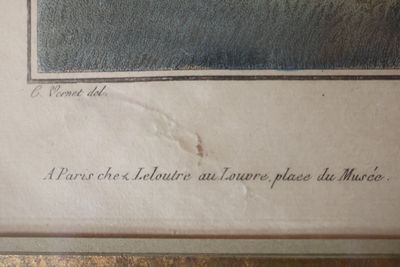 C. Vernet del.
A Paris chez Leloutre au Louvre, place du Musée.